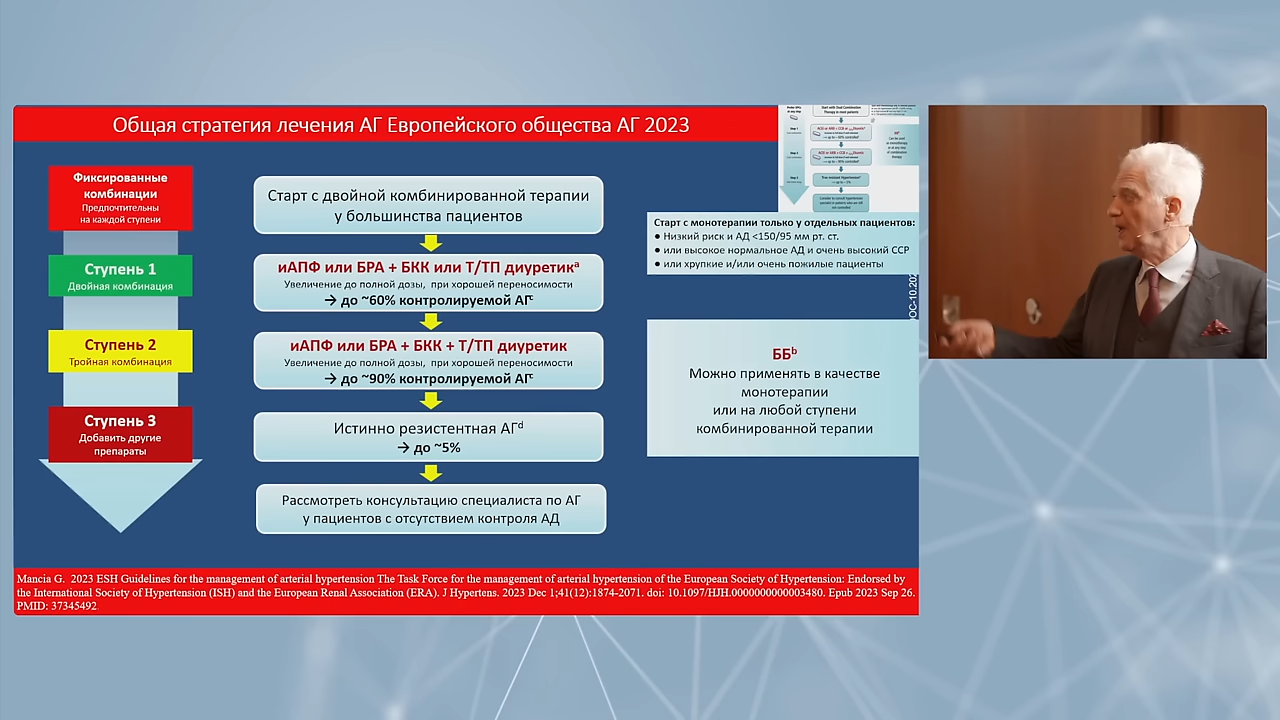 Общая стратегия лечения АГ Европейского общества АГ 2023
Фиксированные
комбинации
Предпочтительны
на каждой ступени
Ступень 1
Двойная комбинация
Ступень 2
Тройная комбинация
Ступень 3
Добавить другие
препараты
Старт с двойной комбинированной терапии
у большинства пациентов
иАПФ или БРА + БКК или Т/ТП диуретикᵃ
Увеличение до полной дозы, при хорошей переносимости
→ до ~60% контролируемой АГᶜ
иАПФ или БРА + БКК + Т/ТП диуретик
Увеличение до полной дозы, при хорошей переносимости
→ до ~90% контролируемой АГᶜ
Истинно резистентная АГᵈ
→ до ~5%
Рассмотреть консультацию специалиста по АГ
у пациентов с отсутствием контроля АД
Start with Dual Combination
Therapy in most patients
Старт с монотерапии только у отдельных пациентов:
● Низкий риск и АД <150/95 мм рт. ст.
● или высокое нормальное АД и очень высокий ССР
● или хрупкие и/или очень пожилые пациенты
ББᵇ
Можно применять в качестве
монотерапии
или на любой ступени
комбинированной терапии
Mancia G. 2023 ESH Guidelines for the management of arterial hypertension The Task Force for the management of arterial hypertension of the European Society of Hypertension: Endorsed by
the International Society of Hypertension (ISH) and the European Renal Association (ERA). J Hypertens. 2023 Dec 1;41(12):1874-2071. doi: 10.1097/HJH.0000000000003480. Epub 2023 Sep 26.
PMID: 37345492